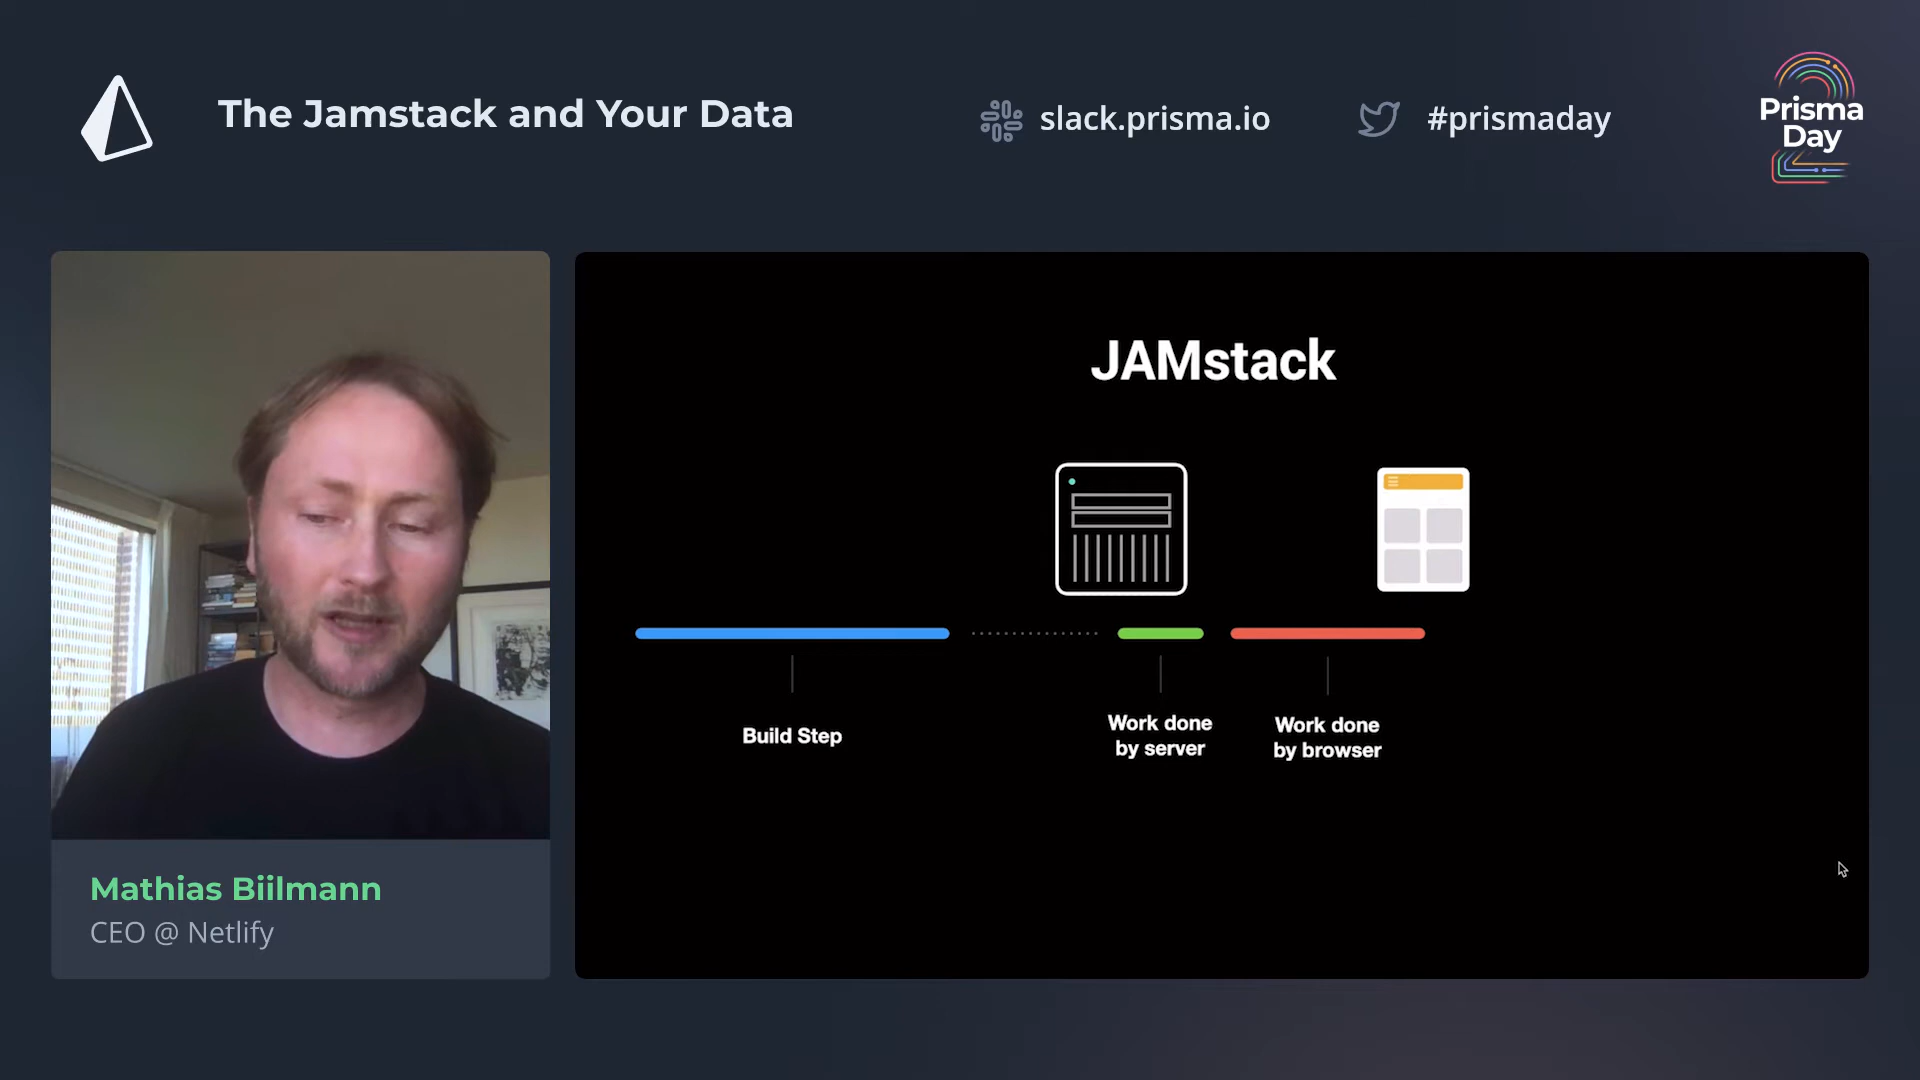 The Jamstack and Your Data
slack.prisma.io
#prismaday
Prisma
Day
JAMstack
Build Step
Work done
by server
Work done
by browser
Mathias Biilmann
CEO @ Netlify